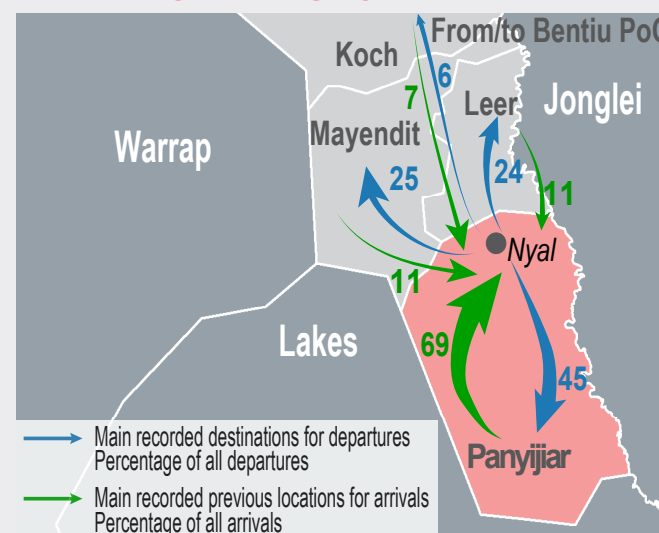 From/to Bentiu PoC
Koch
6
7
Leer
Jonglei
Mayendit
Warrap
25
24
11
Nyal
11
Lakes
69
45
Panyijiar
Main recorded destinations for departures
Percentage of all departures
Main recorded previous locations for arrivals
Percentage of all arrivals